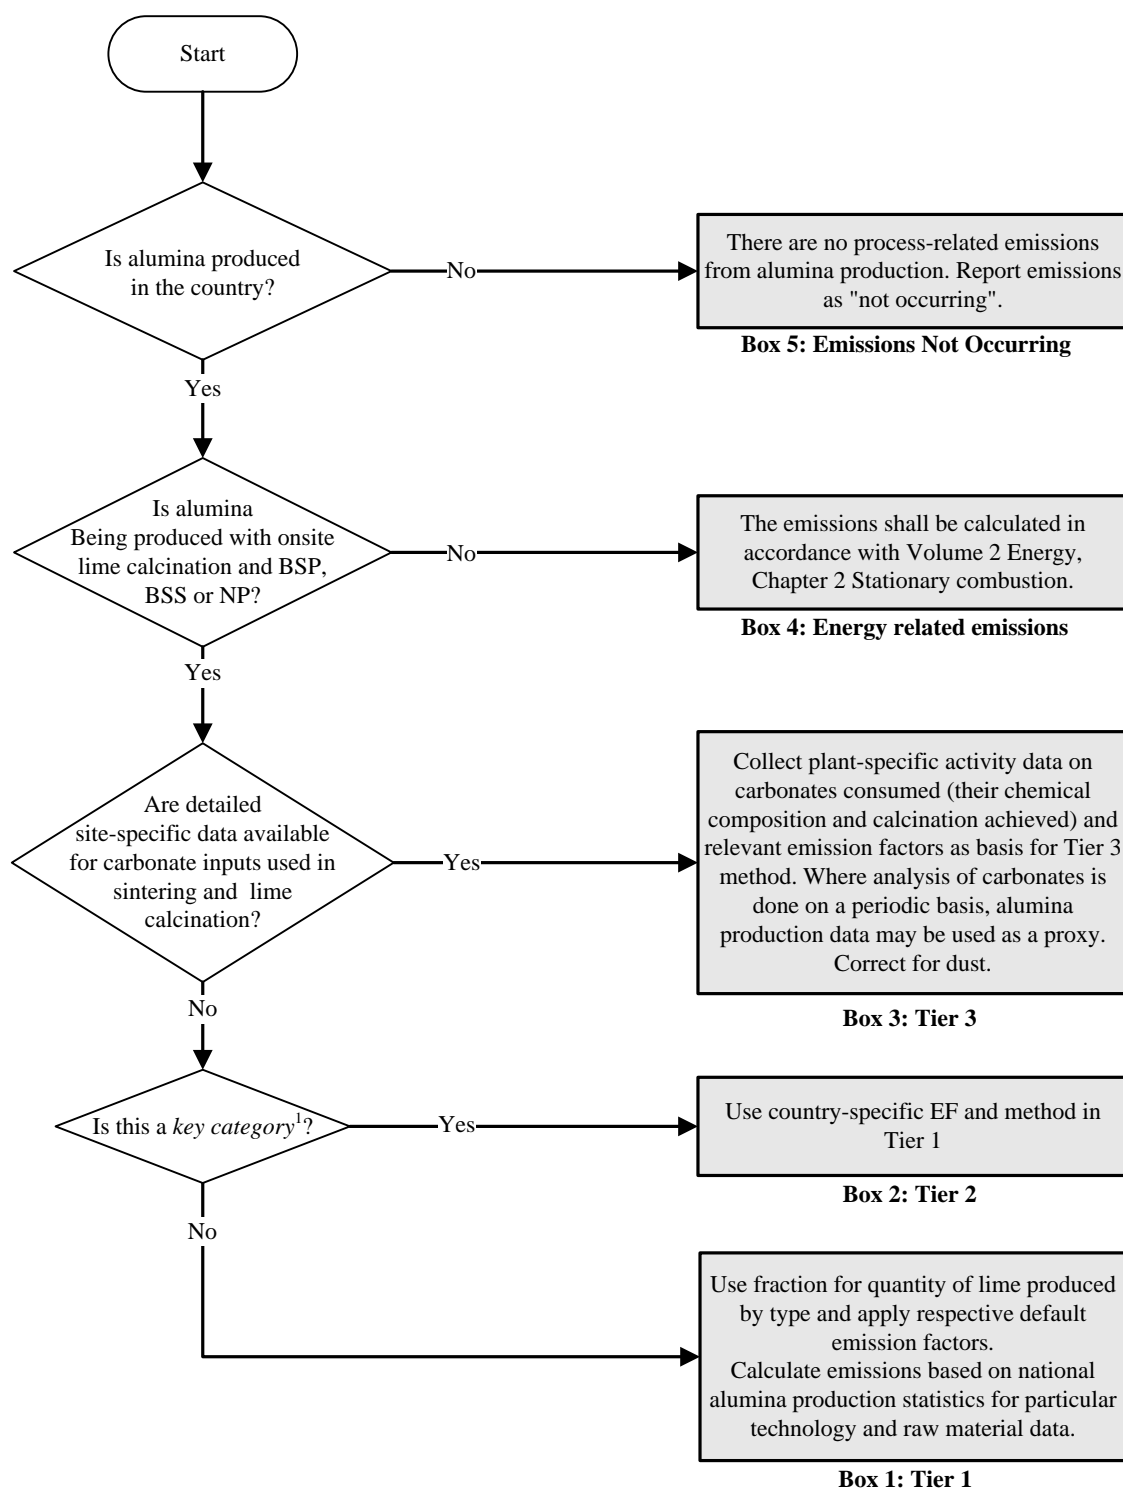 Start
Is alumina produced
in the country?
No
There are no process-related emissions
from alumina production. Report emissions
as "not occurring".
Box 5: Emissions Not Occurring
Yes
Is alumina
Being produced with onsite
lime calcination and BSP,
BSS or NP?
No
The emissions shall be calculated in
accordance with Volume 2 Energy,
Chapter 2 Stationary combustion.
Box 4: Energy related emissions
Yes
Are detailed
site-specific data available
for carbonate inputs used in
sintering and lime
calcination?
Yes
Collect plant-specific activity data on
carbonates consumed (their chemical
composition and calcination achieved) and
relevant emission factors as basis for Tier 3
method. Where analysis of carbonates is
done on a periodic basis, alumina
production data may be used as a proxy.
Correct for dust.
Box 3: Tier 3
No
Is this a key category¹?
Yes
Use country-specific EF and method in
Tier 1
Box 2: Tier 2
No
Use fraction for quantity of lime produced
by type and apply respective default
emission factors.
Calculate emissions based on national
alumina production statistics for particular
technology and raw material data.
Box 1: Tier 1